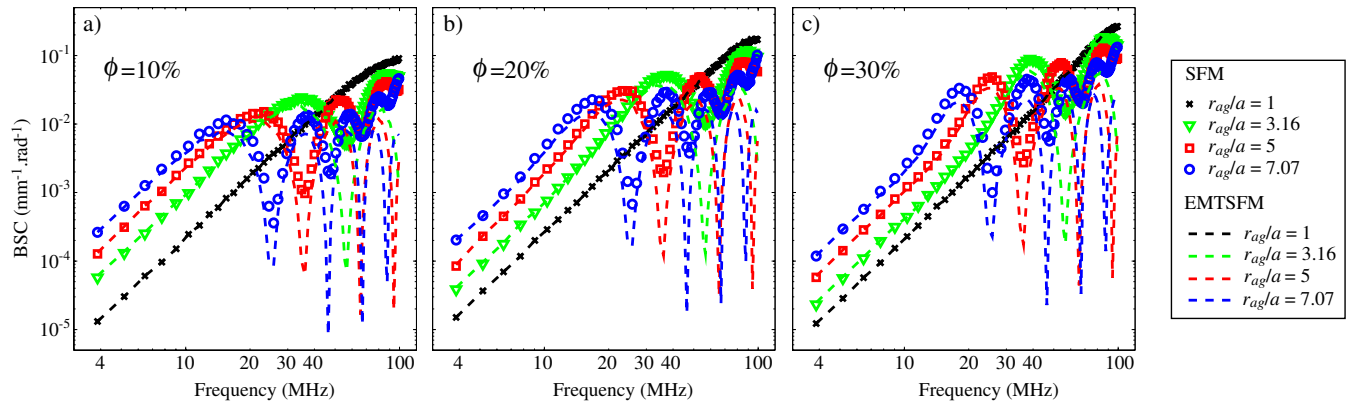 a)
ϕ=10%
b)
ϕ=20%
c)
ϕ=30%
BSC (mm⁻¹.rad⁻¹)
10⁻¹
10⁻²
10⁻³
10⁻⁴
10⁻⁵
4 10 20 30 40 100
4 10 20 30 40 100
4 10 20 30 40 100
Frequency (MHz)
Frequency (MHz)
Frequency (MHz)
SFM
r_ag/a = 1
r_ag/a = 3.16
r_ag/a = 5
r_ag/a = 7.07
EMTSFM
r_ag/a = 1
r_ag/a = 3.16
r_ag/a = 5
r_ag/a = 7.07